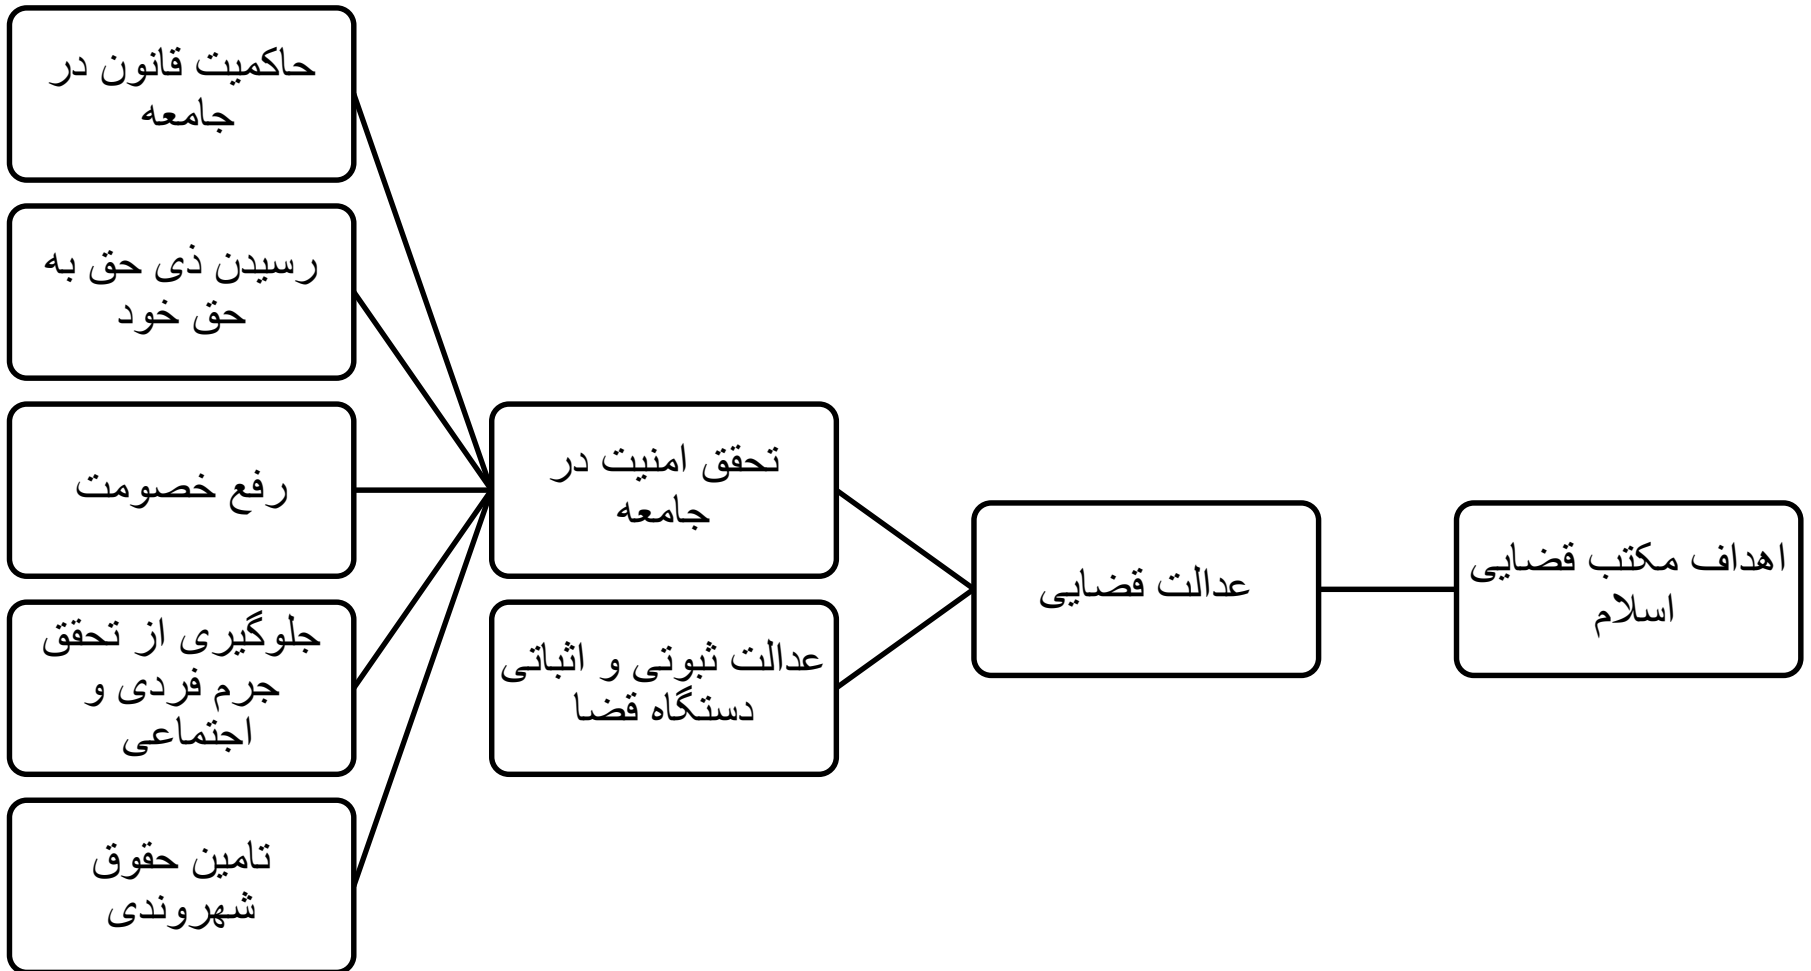 اهداف مکتب قضایی
اسلام
عدالت قضایی
تحقق امنیت در
جامعه
عدالت ثبوتی و اثباتی
دستگاه قضا
حاکمیت قانون در
جامعه
رسیدن ذی حق به
حق خود
رفع خصومت
جلوگیری از تحقق
جرم فردی و
اجتماعی
تامین حقوق
شهروندی